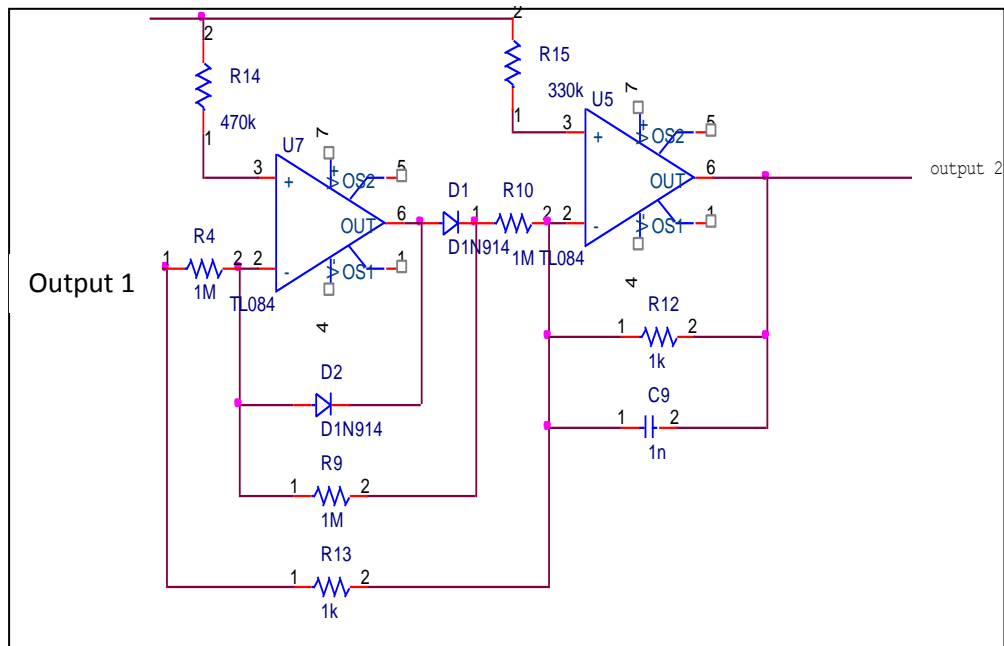 2
2
R14
R15
470k
330k
1
1
U7
U5
7
7
3
+
V+
OS2
5
3
+
V+
OS2
5
OUT
6
OUT
6
output 2
D1
R10
1
2
2
-
D1N914
1M
TL084
V-
OS1
1
4
Output 1
R4
1
2
2
-
1M
TL084
V-
OS1
1
4
R12
1
2
1k
D2
D1N914
C9
1
2
1n
R9
1
2
1M
R13
1
2
1k